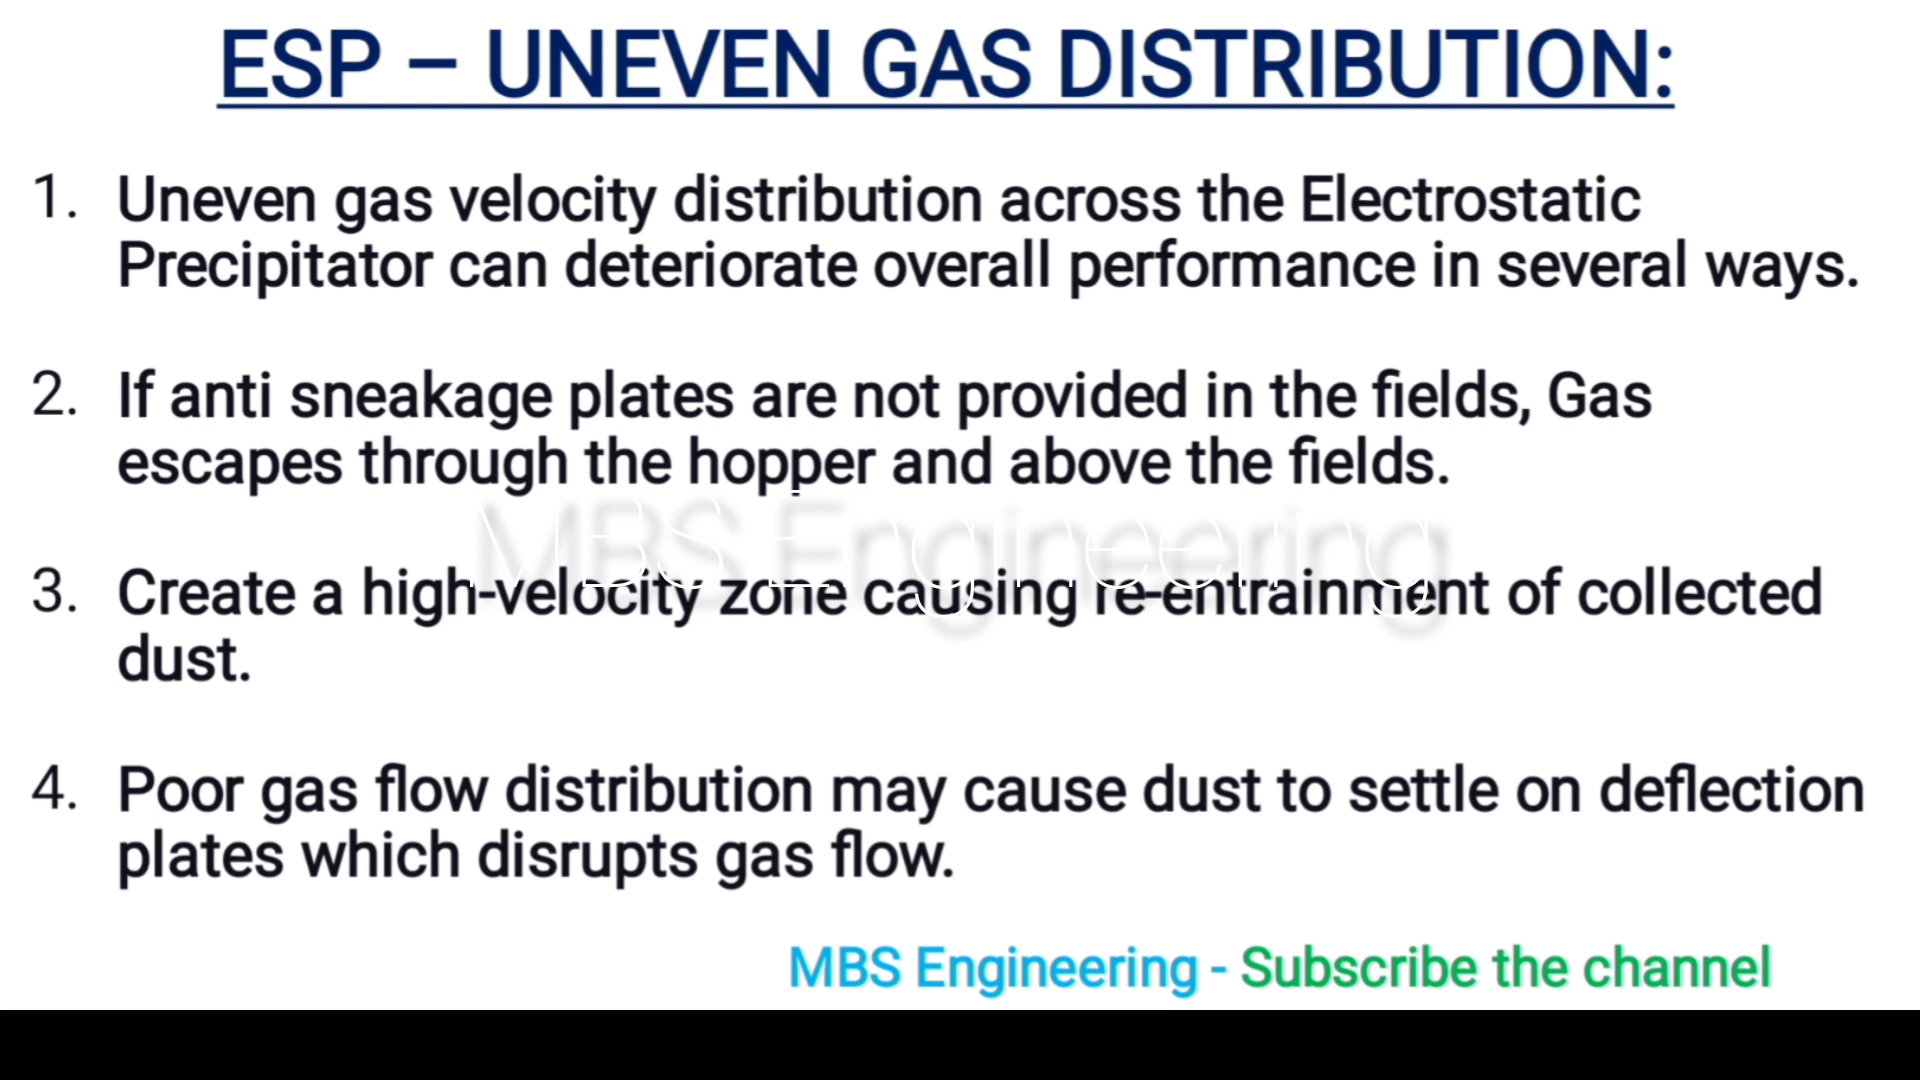 ESP – UNEVEN GAS DISTRIBUTION:
1. Uneven gas velocity distribution across the Electrostatic
Precipitator can deteriorate overall performance in several ways.
2. If anti sneakage plates are not provided in the fields, Gas
escapes through the hopper and above the fields.
MBS Engineering
3. Create a high-velocity zone causing re-entrainment of collected
dust.
4. Poor gas flow distribution may cause dust to settle on deflection
plates which disrupts gas flow.
MBS Engineering - Subscribe the channel